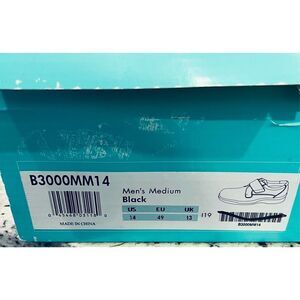 B3000MM14
Men's Medium
Black
US EU UK
14 49 13
119
MADE IN CHINA
B3000MM14